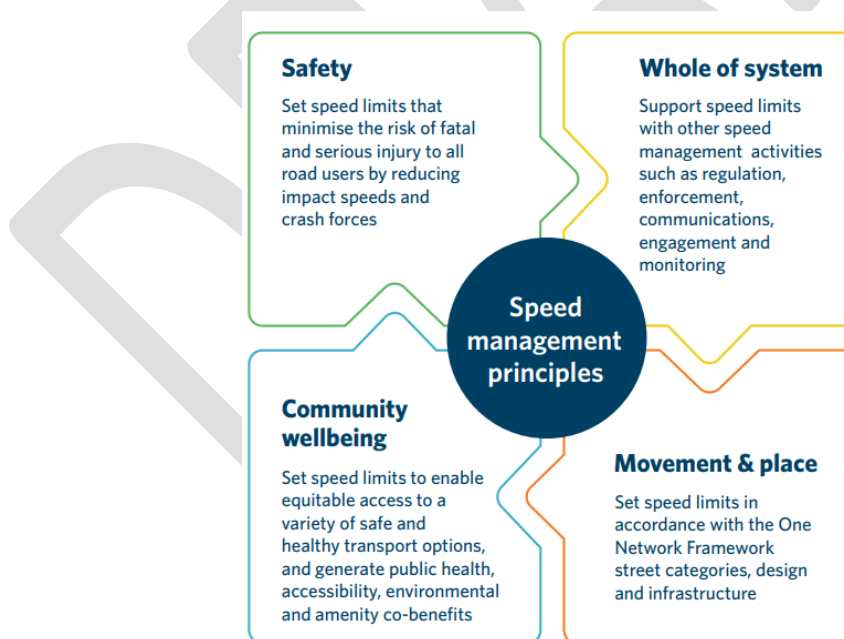 Safety
Set speed limits that
minimise the risk of fatal
and serious injury to all
road users by reducing
impact speeds and
crash forces
Whole of system
Support speed limits
with other speed
management activities
such as regulation,
enforcement,
communications,
engagement and
monitoring
Speed
management
principles
Community
wellbeing
Set speed limits to enable
equitable access to a
variety of safe and
healthy transport options,
and generate public health,
accessibility, environmental
and amenity co-benefits
Movement & place
Set speed limits in
accordance with the One
Network Framework
street categories, design
and infrastructure